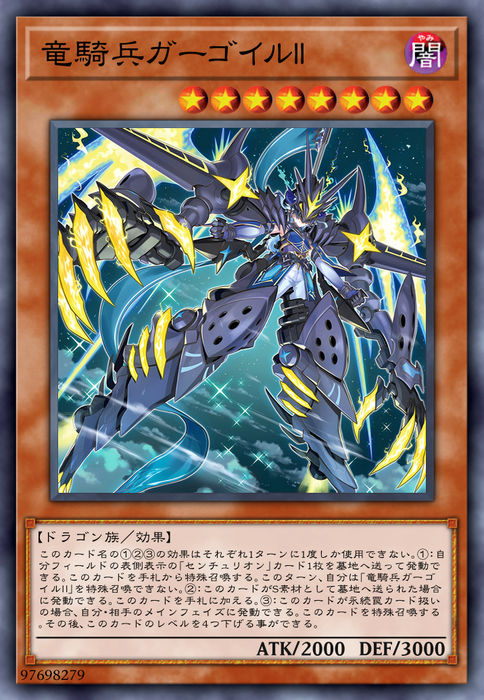 竜騎兵ガーゴイルII
やみ
闇
【ドラゴン族／効果】
このカード名の①②③の効果はそれぞれ1ターンに1度しか使用できない。①：自
分フィールドの表側表示の「センチュリオン」カード1枚を墓地へ送って発動でき
る。このカードを手札から特殊召喚する。このターン、自分は「竜騎兵ガーゴ
イルII」を特殊召喚できない。②：このカードがS素材として墓地へ送られた場合
に発動できる。このカードを手札に加える。③：このカードが永続罠カード扱い
の場合、自分・相手のメインフェイズに発動できる。このカードを特殊召喚す
る。その後、このカードのレベルを4つ下げる事ができる。
ATK/2000 DEF/3000
97698279